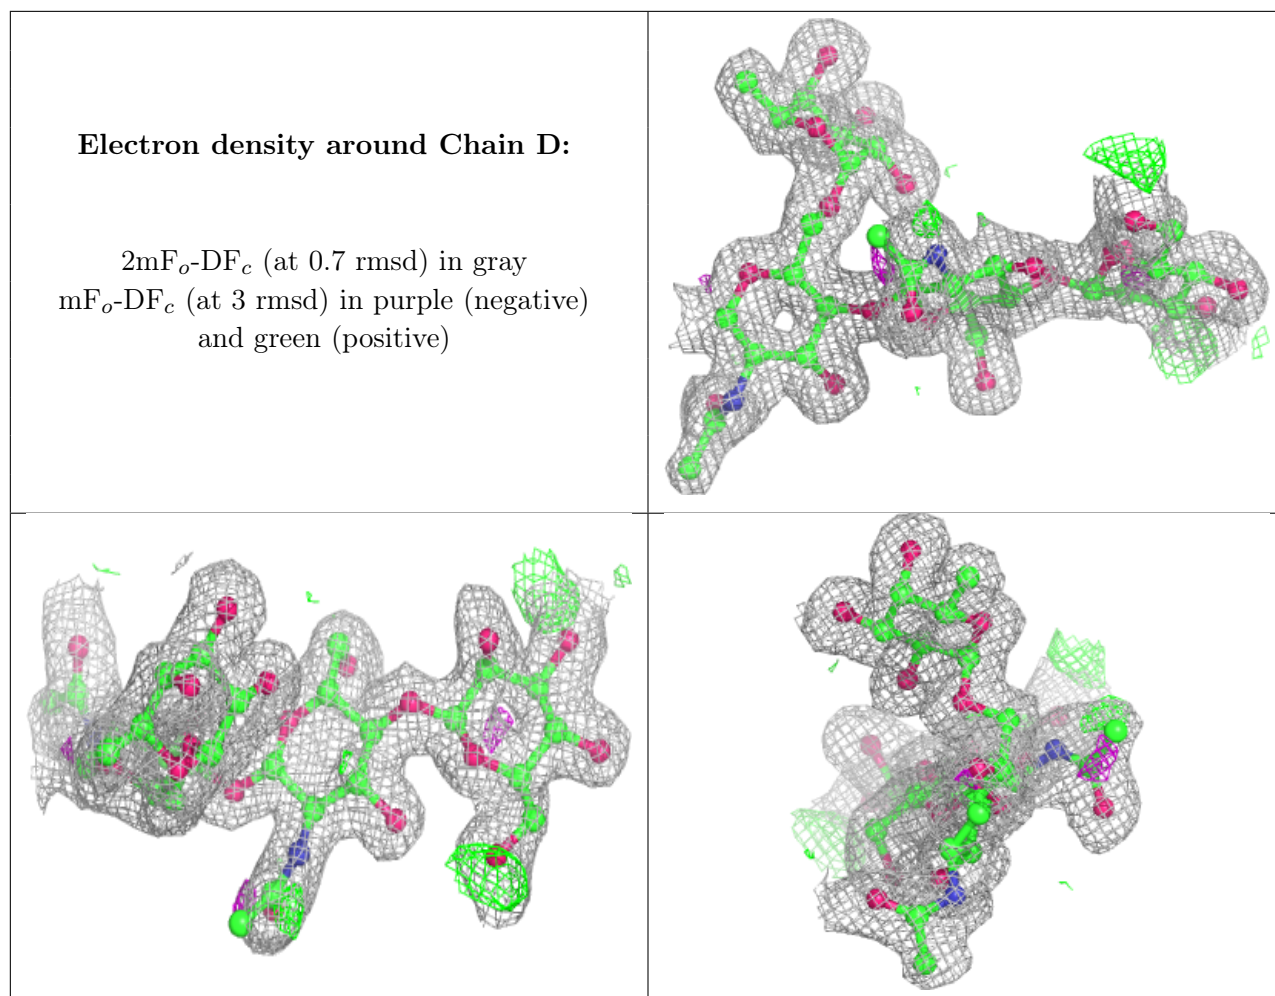 Electron density around Chain D:
2mFo-DFc (at 0.7 rmsd) in gray
mFo-DFc (at 3 rmsd) in purple (negative)
and green (positive)